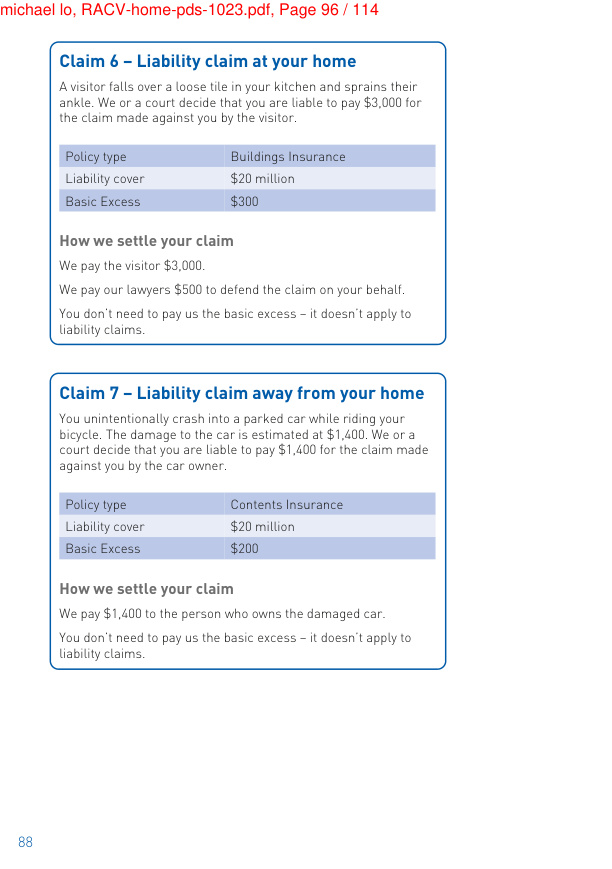 michael lo, RACV-home-pds-1023.pdf, Page 96 / 114
Claim 6 – Liability claim at your home
A visitor falls over a loose tile in your kitchen and sprains their
ankle. We or a court decide that you are liable to pay $3,000 for
the claim made against you by the visitor.
Policy type Buildings Insurance
Liability cover $20 million
Basic Excess $300
How we settle your claim
We pay the visitor $3,000.
We pay our lawyers $500 to defend the claim on your behalf.
You don't need to pay us the basic excess – it doesn't apply to
liability claims.
Claim 7 – Liability claim away from your home
You unintentionally crash into a parked car while riding your
bicycle. The damage to the car is estimated at $1,400. We or a
court decide that you are liable to pay $1,400 for the claim made
against you by the car owner.
Policy type Contents Insurance
Liability cover $20 million
Basic Excess $200
How we settle your claim
We pay $1,400 to the person who owns the damaged car.
You don't need to pay us the basic excess – it doesn't apply to
liability claims.
88